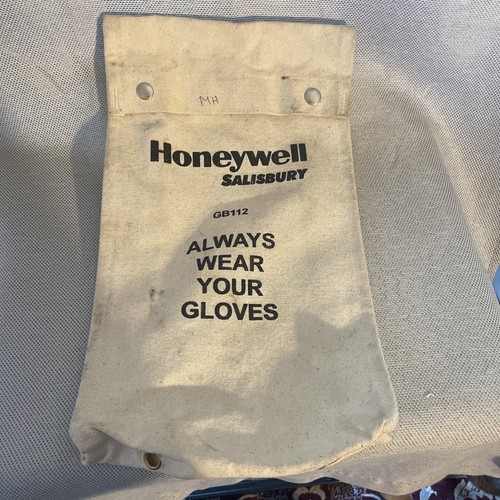 MH
Honeywell
SALISBURY
GB112
ALWAYS
WEAR
YOUR
GLOVES